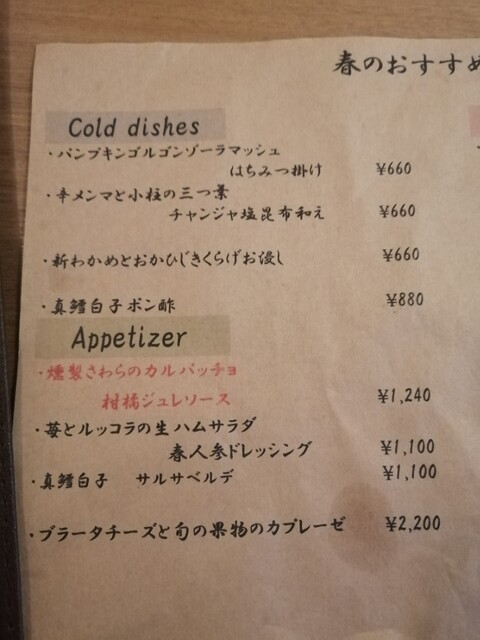 春のおすすめ
Cold dishes
・パンプキンゴルゴンゾーラマッシュ
はちみつ掛け ¥660
・辛メンマと小柱の三つ葉
チャンジャ塩昆布和え ¥660
・新わかめとおかひじきくらげお浸し ¥660
・真鱈白子ポン酢 ¥880
Appetizer
・燻製さわらのカルパッチョ
柑橘ジュレソース ¥1,240
・苺とルッコラの生ハムサラダ
春人参ドレッシング ¥1,100
・真鱈白子 サルサベルデ ¥1,100
・ブラータチーズと旬の果物のカプレーゼ ¥2,200